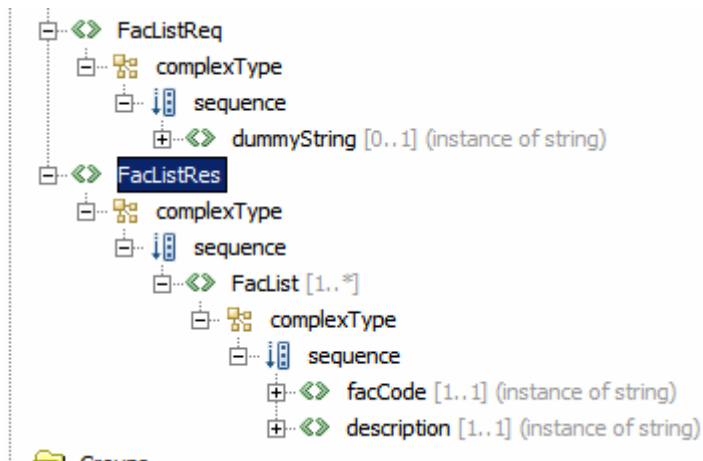 FacListReq
complexType
sequence
dummyString [0..1] (instance of string)
FacListRes
complexType
sequence
FacList [1..*]
complexType
sequence
facCode [1..1] (instance of string)
description [1..1] (instance of string)